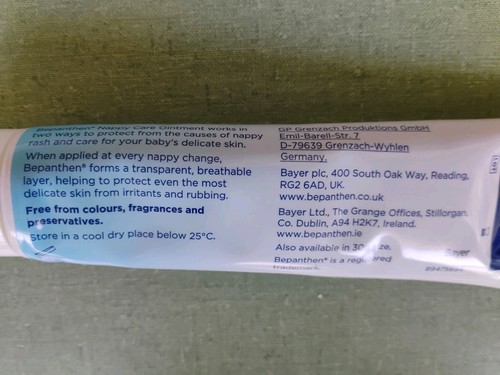 Bepanthen® Nappy Care Ointment works in
two ways to protect from the causes of nappy
rash and care for your baby's delicate skin.
When applied at every nappy change,
Bepanthen® forms a transparent, breathable
layer, helping to protect even the most
delicate skin from irritants and rubbing.
Free from colours, fragrances and
preservatives.
Store in a cool dry place below 25°C.
GP Grenzach Produktions GmbH
Emil-Barell-Str. 7
D-79639 Grenzach-Wyhlen
Germany.
Bayer plc, 400 South Oak Way, Reading,
RG2 6AD, UK.
www.bepanthen.co.uk
Bayer Ltd., The Grange Offices, Stillorgan.
Co. Dublin, A94 H2K7, Ireland.
www.bepanthen.ie
Also available in
Bepanthen® is a registered
trademark.
Bayer